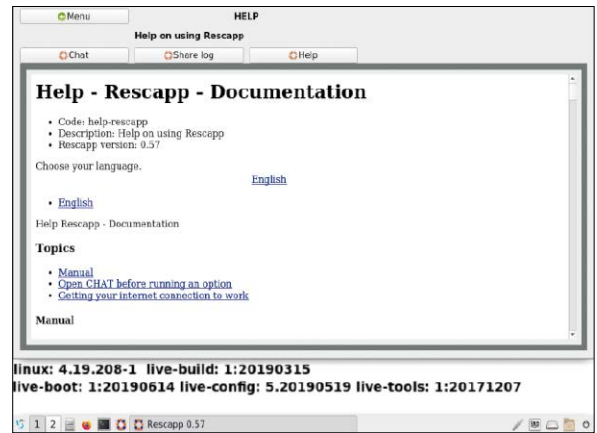 Menu
HELP
Help on using Rescapp
Chat
Share log
Help
Help - Rescapp - Documentation
• Code: help-rescapp
• Description: Help on using Rescapp
• Rescapp version: 0.57
Choose your language.
English
• English
Help Rescapp - Documentation
Topics
• Manual
• Open CHAT before running an option
• Getting your internet connection to work
Manual
linux: 4.19.208-1 live-build: 1:20190315
live-boot: 1:20190614 live-config: 5.20190519 live-tools: 1:20171207
1 2 Rescapp 0.57